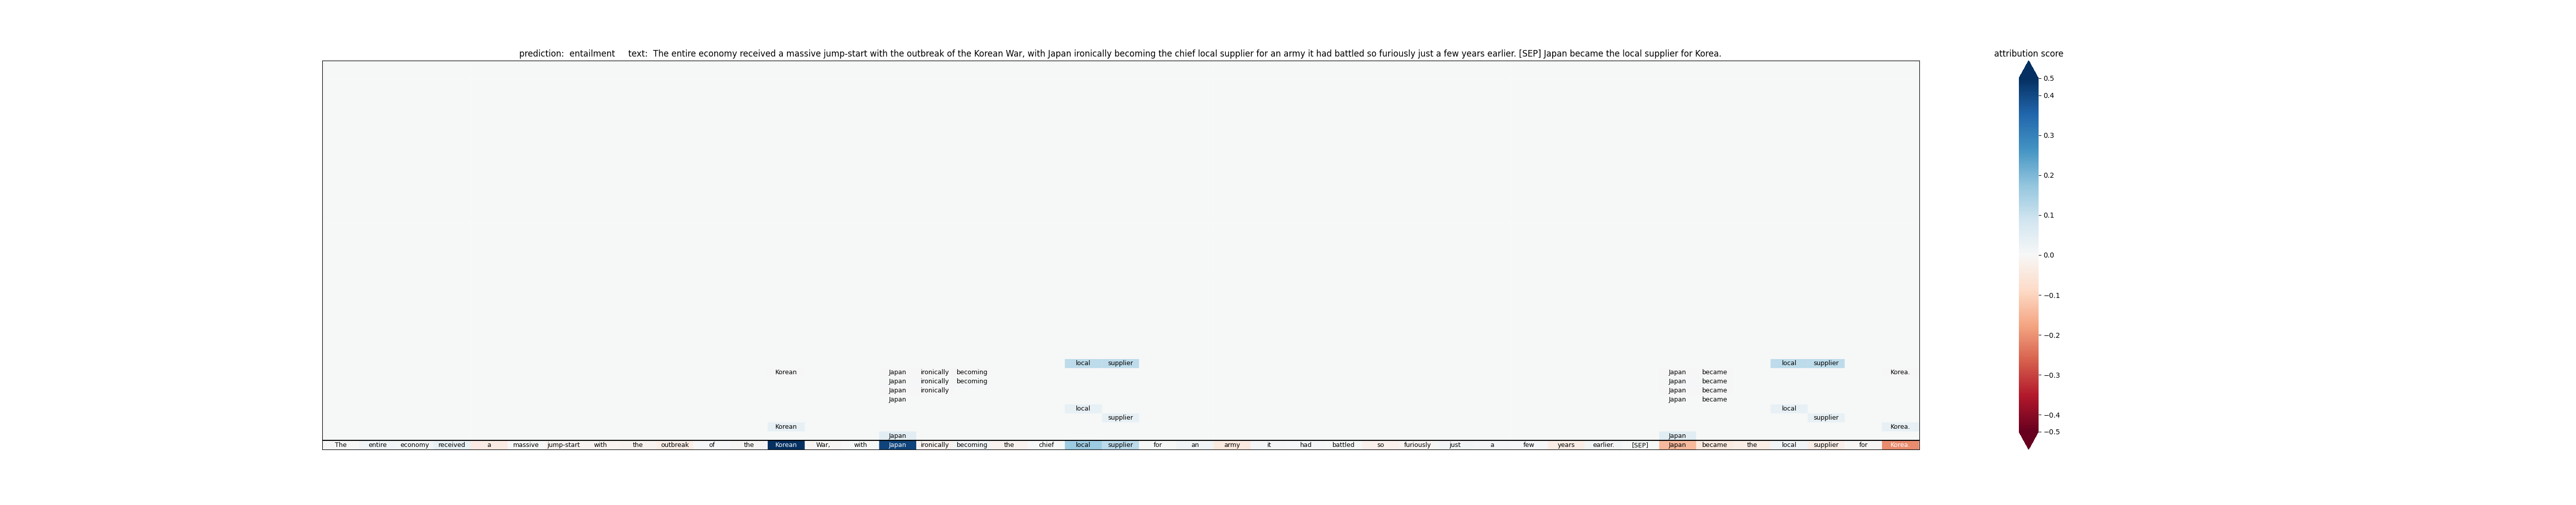 prediction:  entailment     text:  The entire economy received a massive jump-start with the outbreak of the Korean War, with Japan ironically becoming the chief local supplier for an army it had battled so furiously just a few years earlier. [SEP] Japan became the local supplier for Korea.
attribution score
0.5
0.4
0.3
0.2
0.1
0.0
−0.1
−0.2
−0.3
−0.4
−0.5
local supplier local supplier
Korean Japan ironically becoming Japan became Korea.
Japan ironically becoming Japan became
Japan ironically Japan became
Japan Japan became
local local
supplier supplier
Korean Korea.
Japan Japan
The entire economy received a massive jump-start with the outbreak of the Korean War, with Japan ironically becoming the chief local supplier for an army it had battled so furiously just a few years earlier. [SEP] Japan became the local supplier for Korea.